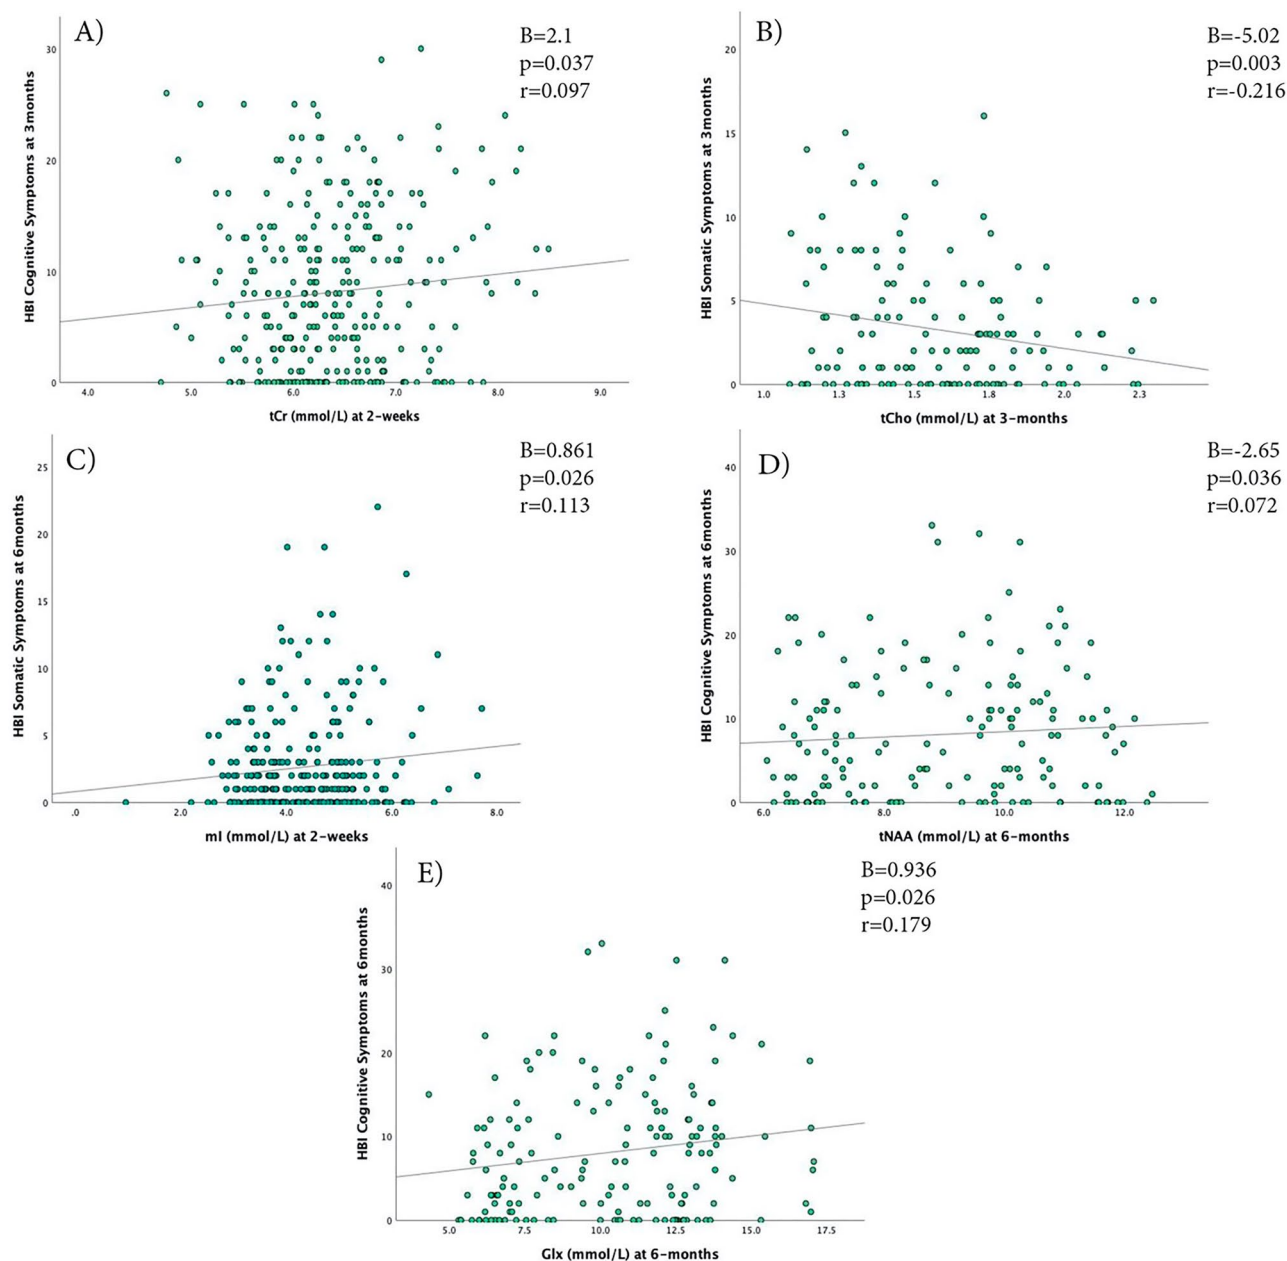 A)
B=2.1
p=0.037
r=0.097
HBI Cognitive Symptoms at 3months
30
20
10
0
4.0 5.0 6.0 7.0 8.0 9.0
tCr (mmol/L) at 2-weeks
B)
B=-5.02
p=0.003
r=-0.216
HBI Somatic Symptoms at 3months
20
15
10
5
0
1.0 1.3 1.5 1.8 2.0 2.3
tCho (mmol/L) at 3-months
C)
B=0.861
p=0.026
r=0.113
HBI Somatic Symptoms at 6months
25
20
15
10
5
0
.0 2.0 4.0 6.0 8.0
mI (mmol/L) at 2-weeks
D)
B=-2.65
p=0.036
r=0.072
HBI Cognitive Symptoms at 6months
40
30
20
10
0
6.0 8.0 10.0 12.0
tNAA (mmol/L) at 6-months
E)
B=0.936
p=0.026
r=0.179
HBI Cognitive Symptoms at 6months
40
30
20
10
0
5.0 7.5 10.0 12.5 15.0 17.5
Glx (mmol/L) at 6-months